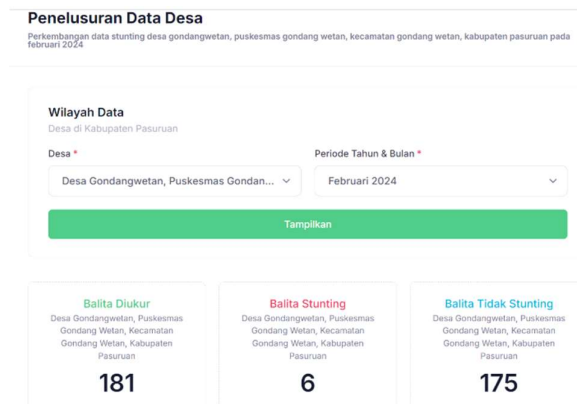 Penelusuran Data Desa
Perkembangan data stunting desa gondangwetan, puskesmas gondang wetan, kecamatan gondang wetan, kabupaten pasuruan pada
februari 2024
Wilayah Data
Desa di Kabupaten Pasuruan
Desa *
Periode Tahun & Bulan *
Desa Gondangwetan, Puskesmas Gondan...
Februari 2024
Tampilkan
Balita Diukur
Desa Gondangwetan, Puskesmas
Gondang Wetan, Kecamatan
Gondang Wetan, Kabupaten
Pasuruan
181
Balita Stunting
Desa Gondangwetan, Puskesmas
Gondang Wetan, Kecamatan
Gondang Wetan, Kabupaten
Pasuruan
6
Balita Tidak Stunting
Desa Gondangwetan, Puskesmas
Gondang Wetan, Kecamatan
Gondang Wetan, Kabupaten
Pasuruan
175